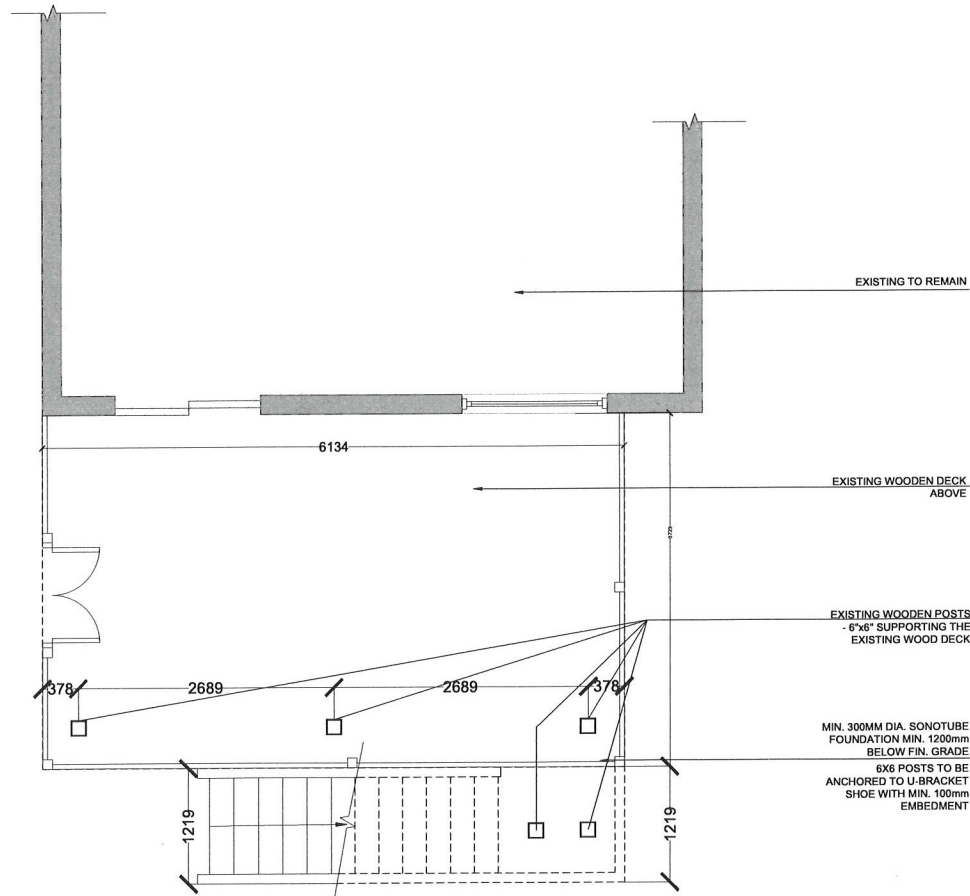 EXISTING TO REMAIN
6134
EXISTING WOODEN DECK
ABOVE
EXISTING WOODEN POSTS
- 6"x6" SUPPORTING THE
EXISTING WOOD DECK
378
2689
2689
378
MIN. 300MM DIA. SONOTUBE
FOUNDATION MIN. 1200mm
BELOW FIN. GRADE
6X6 POSTS TO BE
ANCHORED TO U-BRACKET
SHOE WITH MIN. 100mm
EMBEDMENT
1219
1219